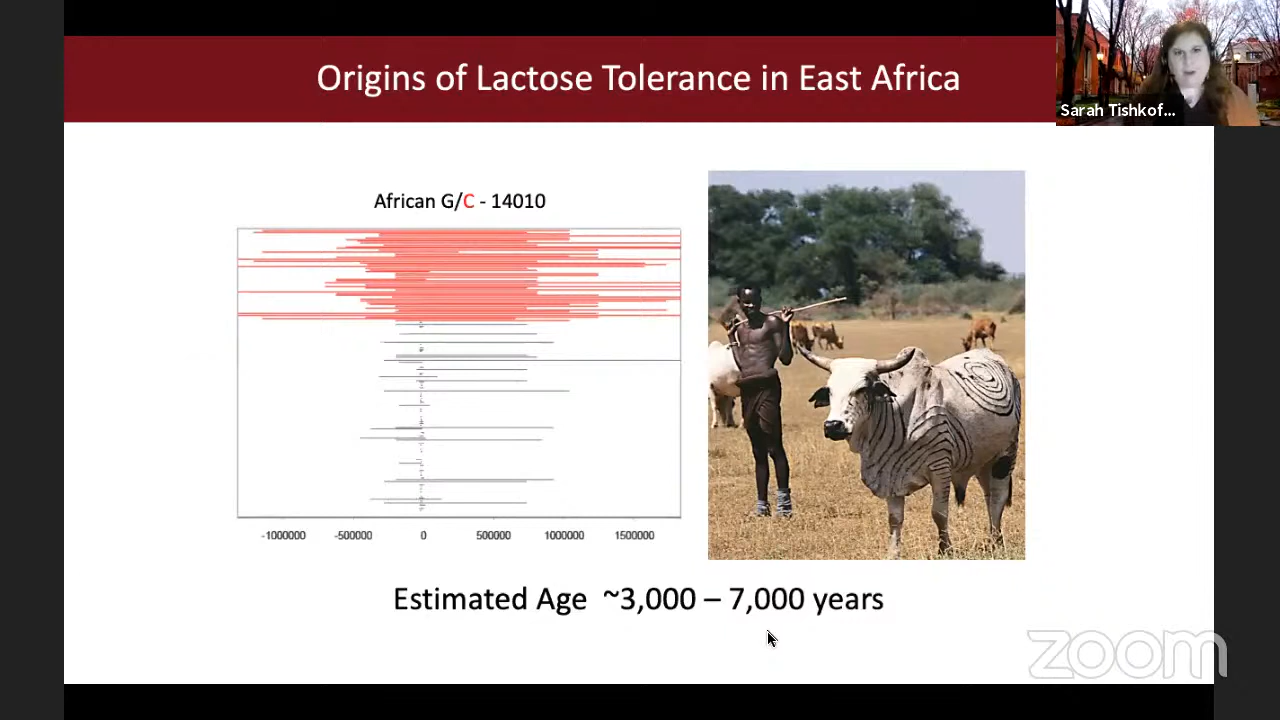 Origins of Lactose Tolerance in East Africa
Sarah Tishkof...
African G/C - 14010
-1000000 -500000 0 500000 1000000 1500000
Estimated Age ~3,000 – 7,000 years
zoom